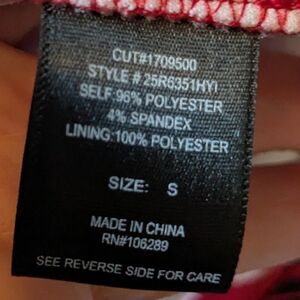 CUT#1709500
STYLE # 25R6351HYI
SELF:96% POLYESTER
4% SPANDEX
LINING:100% POLYESTER
SIZE: S
MADE IN CHINA
RN#106289
SEE REVERSE SIDE FOR CARE